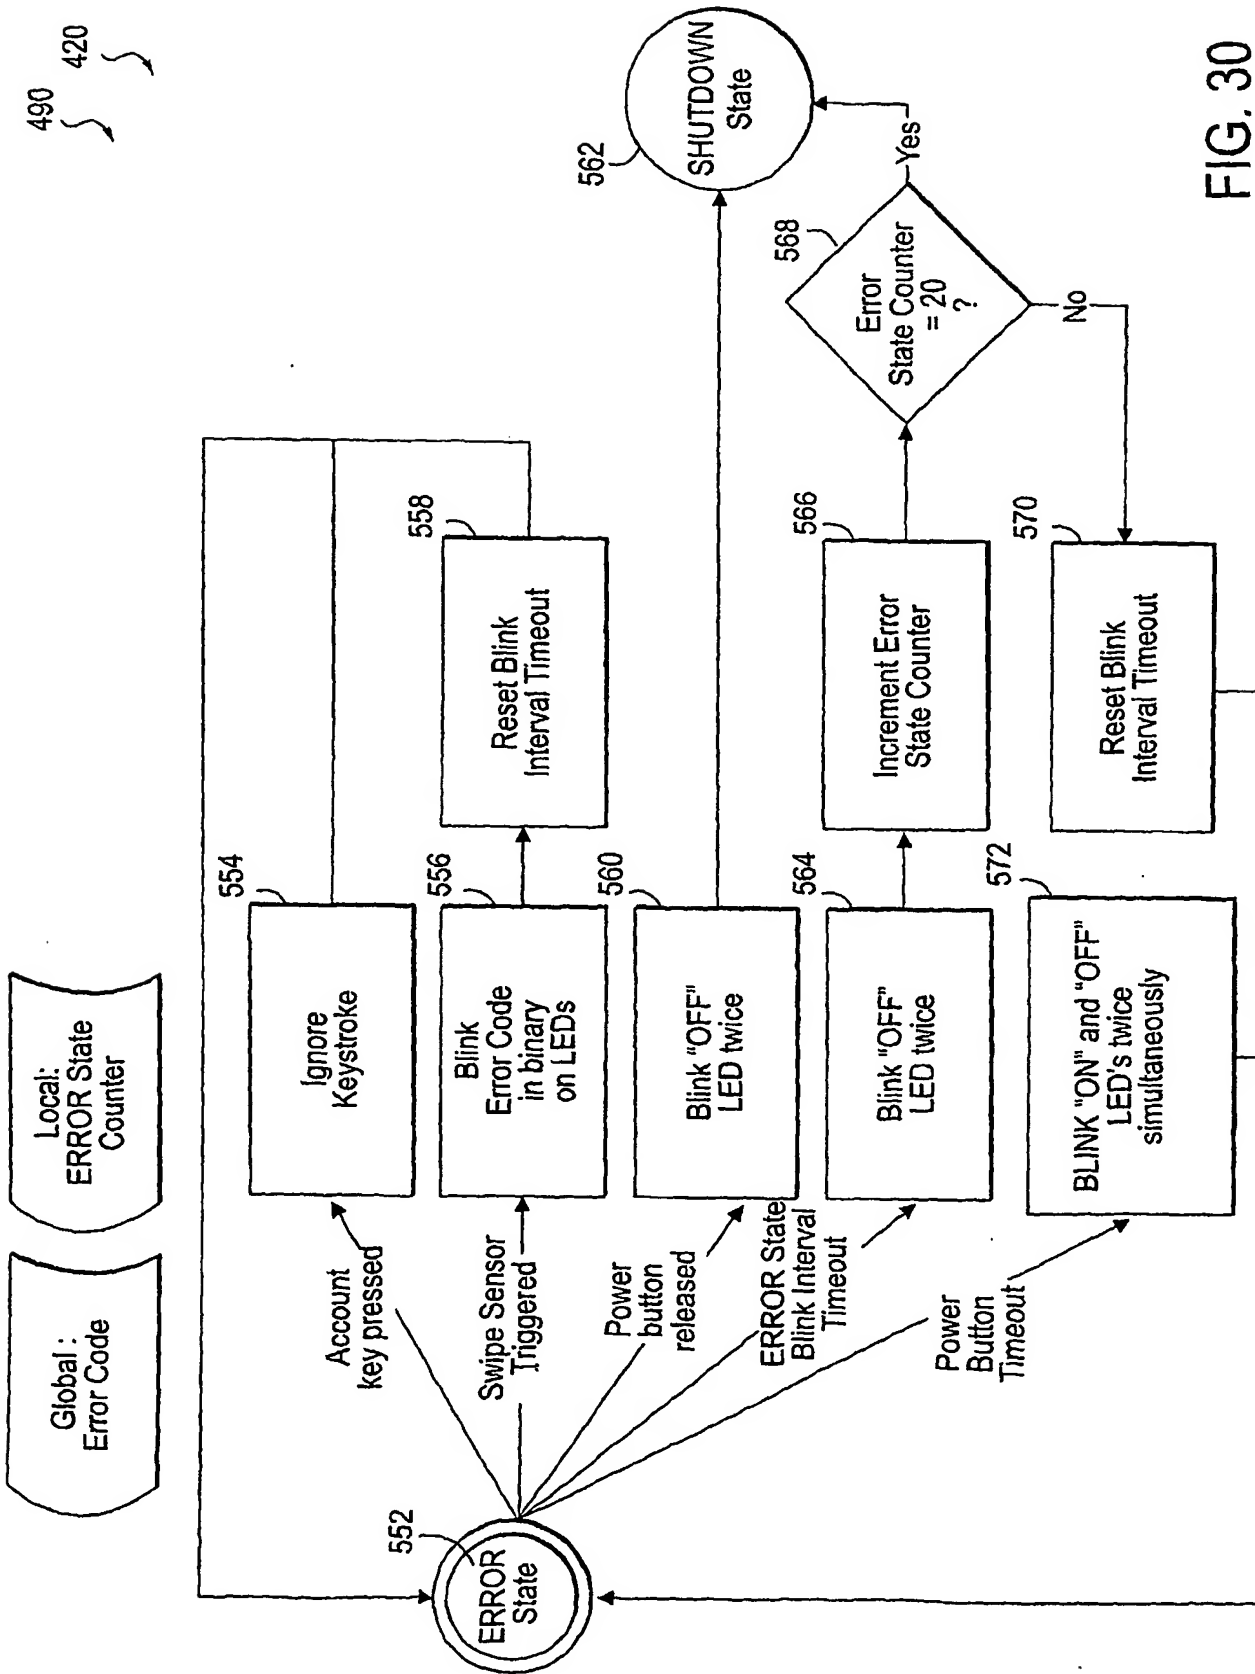 490
420
Global :
Error Code
Local:
ERROR State
Counter
552
ERROR
State
Account
key pressed
554
Ignore
Keystroke
Swipe Sensor
Triggered
556
Blink
Error Code
in binary
on LEDs
558
Reset Blink
Interval Timeout
Power
button
released
560
Blink "OFF"
LED twice
562
SHUTDOWN
State
ERROR State
Blink Interval
Timeout
564
Blink "OFF"
LED twice
566
Increment Error
State Counter
568
Error
State Counter
= 20
?
Yes
No
570
Reset Blink
Interval Timeout
Power
Button
Timeout
572
BLINK "ON" and "OFF"
LED's twice
simultaneously
FIG. 30